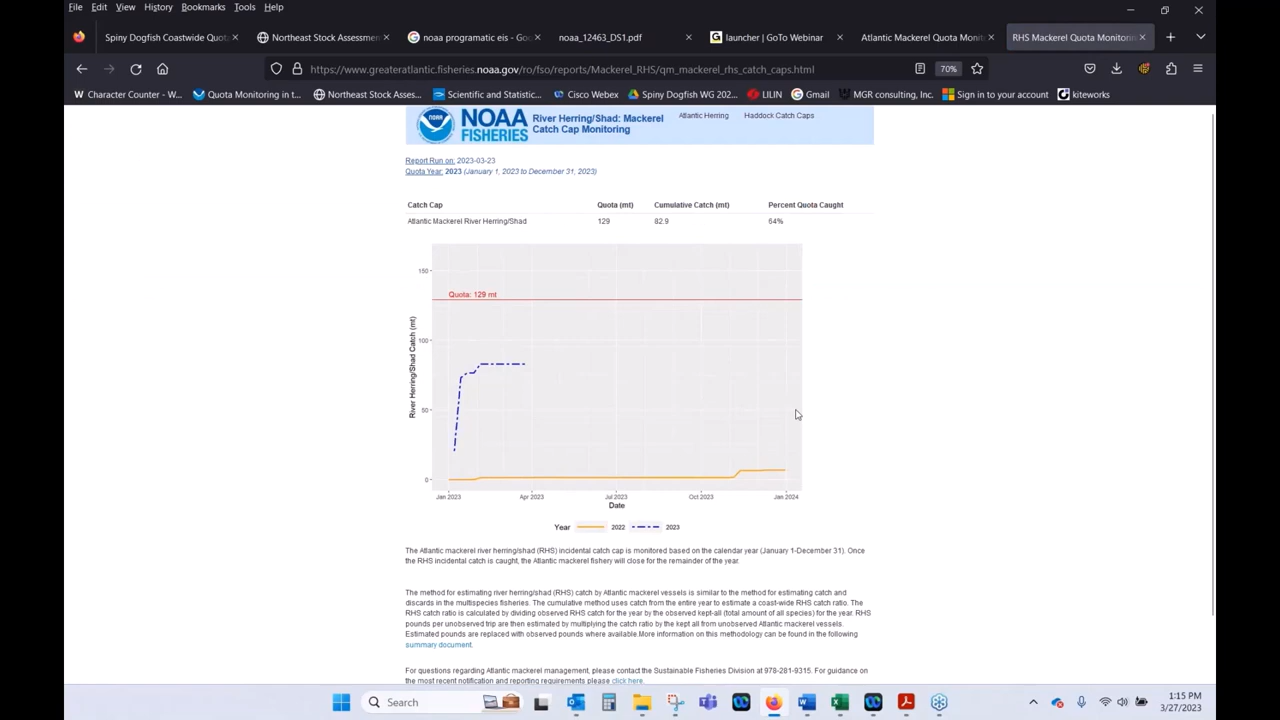 File Edit View History Bookmarks Tools Help
Spiny Dogfish Coastwide Quot Northeast Stock Assessment noaa programatic eis - Goo noaa_12463_DS1.pdf launcher | GoTo Webinar Atlantic Mackerel Quota Monit RHS Mackerel Quota Monitorin
https://www.greateratlantic.fisheries.noaa.gov/ro/fso/reports/Mackerel_RHS/qm_mackerel_rhs_catch_caps.html 70%
Character Counter - W... Quota Monitoring in t... Northeast Stock Asses... Scientific and Statistic... Cisco Webex Spiny Dogfish WG 202... LILIN Gmail MGR consulting, Inc. Sign in to your account kiteworks
NOAA FISHERIES
River Herring/Shad: Mackerel Catch Cap Monitoring
Atlantic Herring Haddock Catch Caps
Report Run on: 2023-03-23
Quota Year: 2023 (January 1, 2023 to December 31, 2023)
Catch Cap Quota (mt) Cumulative Catch (mt) Percent Quota Caught
Atlantic Mackerel River Herring/Shad 129 82.9 64%
150
Quota: 129 mt
100
50
0
River Herring/Shad Catch (mt)
Jan 2023 Apr 2023 Jul 2023 Oct 2023 Jan 2024
Date
Year 2022 2023
The Atlantic mackerel river herring/shad (RHS) incidental catch cap is monitored based on the calendar year (January 1-December 31). Once
the RHS incidental catch is caught, the Atlantic mackerel fishery will close for the remainder of the year.
The method for estimating river herring/shad (RHS) catch by Atlantic mackerel vessels is similar to the method for estimating catch and
discards in the multispecies fisheries. The cumulative method uses catch from the entire year to estimate a coast-wide RHS catch ratio. The
RHS catch ratio is calculated by dividing observed RHS catch for the year by the observed kept-all (total amount of all species) for the year. RHS
pounds per unobserved trip are then estimated by multiplying the catch ratio by the kept all from unobserved Atlantic mackerel vessels.
Estimated pounds are replaced with observed pounds where available.More information on this methodology can be found in the following
summary document.
For questions regarding Atlantic mackerel management, please contact the Sustainable Fisheries Division at 978-281-9315. For guidance on
the most recent notification and reporting requirements please click here.
Search
1:15 PM
3/27/2023